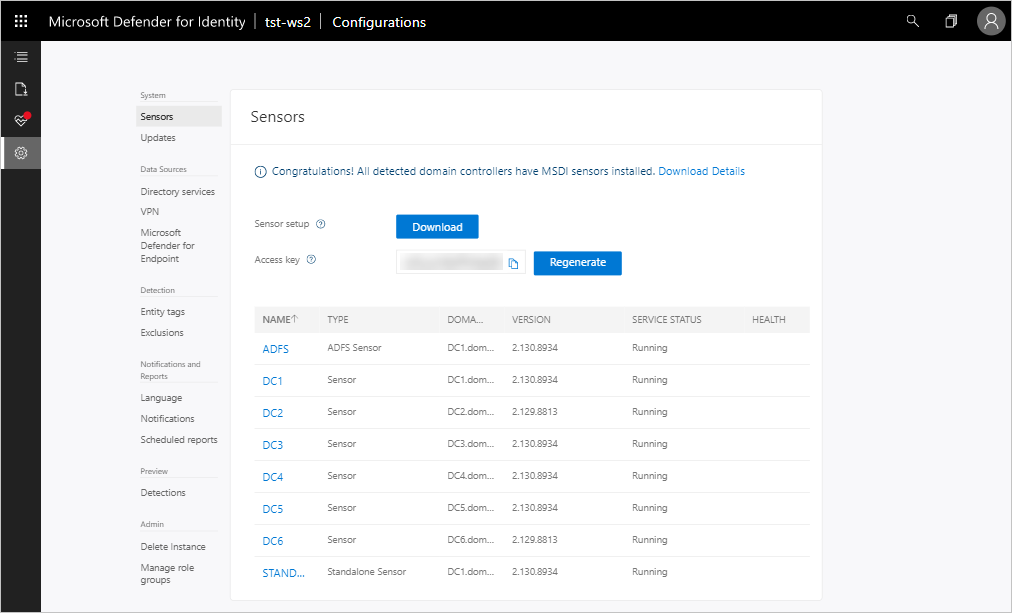 Microsoft Defender for Identity | tst-ws2 | Configurations
System
Sensors
Updates
Data Sources
Directory services
VPN
Microsoft
Defender for
Endpoint
Detection
Entity tags
Exclusions
Notifications and
Reports
Language
Notifications
Scheduled reports
Preview
Detections
Admin
Delete Instance
Manage role
groups
Sensors
Congratulations! All detected domain controllers have MSDI sensors installed. Download Details
Sensor setup Download
Access key Regenerate
NAME↑ TYPE DOMA... VERSION SERVICE STATUS HEALTH
ADFS ADFS Sensor DC1.dom... 2.130.8934 Running
DC1 Sensor DC1.dom... 2.130.8934 Running
DC2 Sensor DC2.dom... 2.129.8813 Running
DC3 Sensor DC3.dom... 2.130.8934 Running
DC4 Sensor DC4.dom... 2.130.8934 Running
DC5 Sensor DC5.dom... 2.130.8934 Running
DC6 Sensor DC6.dom... 2.129.8813 Running
STAND... Standalone Sensor DC1.dom... 2.130.8934 Running